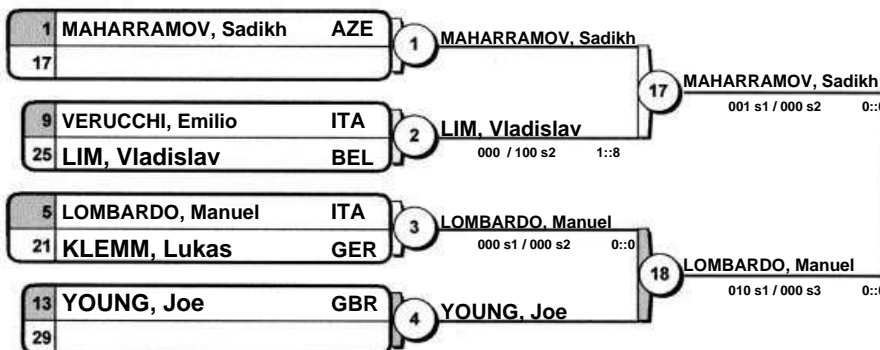 1 MAHARRAMOV, Sadikh AZE
17
1
MAHARRAMOV, Sadikh
9 VERUCCHI, Emilio ITA
25 LIM, Vladislav BEL
2
LIM, Vladislav
000 / 100 s2 1::8
17
MAHARRAMOV, Sadikh
001 s1 / 000 s2
5 LOMBARDO, Manuel ITA
21 KLEMM, Lukas GER
3
LOMBARDO, Manuel
000 s1 / 000 s2 0::0
13 YOUNG, Joe GBR
29
4
YOUNG, Joe
18
LOMBARDO, Manuel
010 s1 / 000 s3